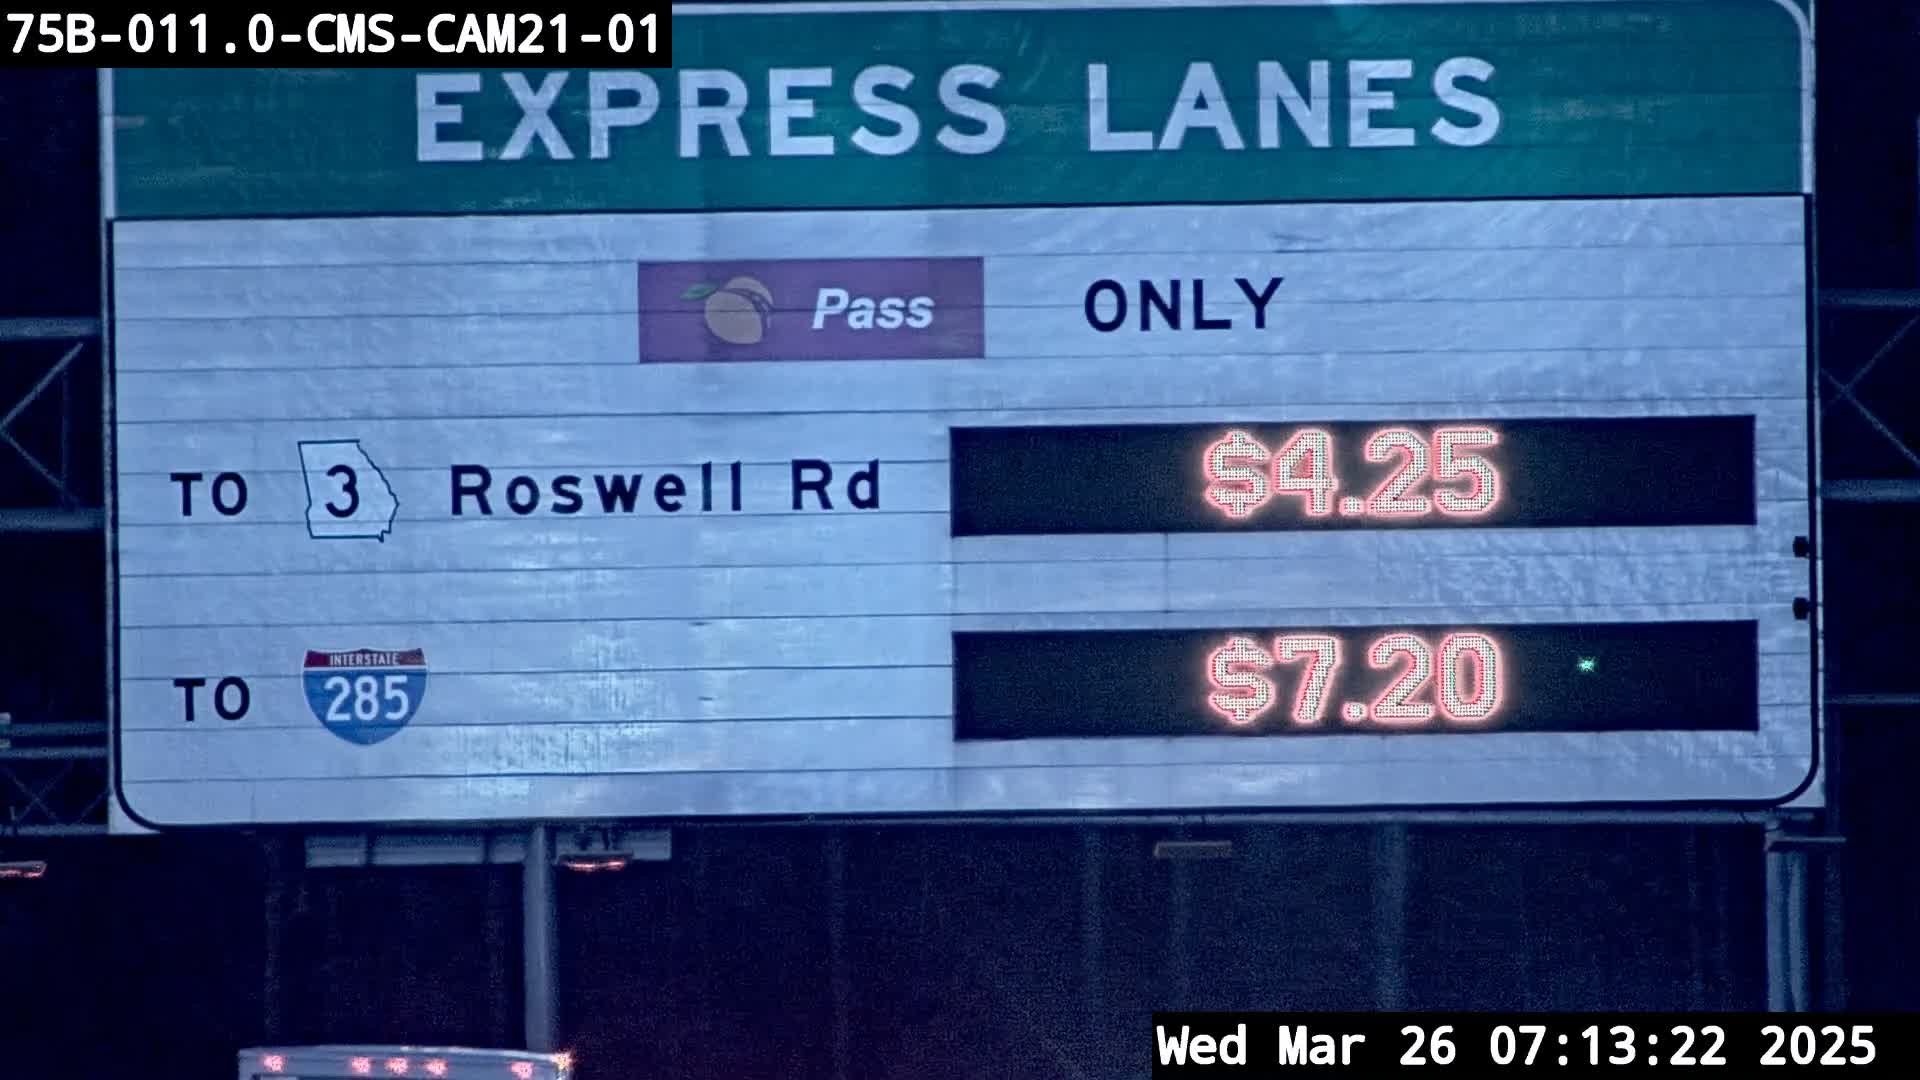 75B-011.0-CMS-CAM21-01
EXPRESS LANES
Pass ONLY
TO 3 Roswell Rd $4.25
INTERSTATE
TO 285 $7.20
Wed Mar 26 07:13:22 2025